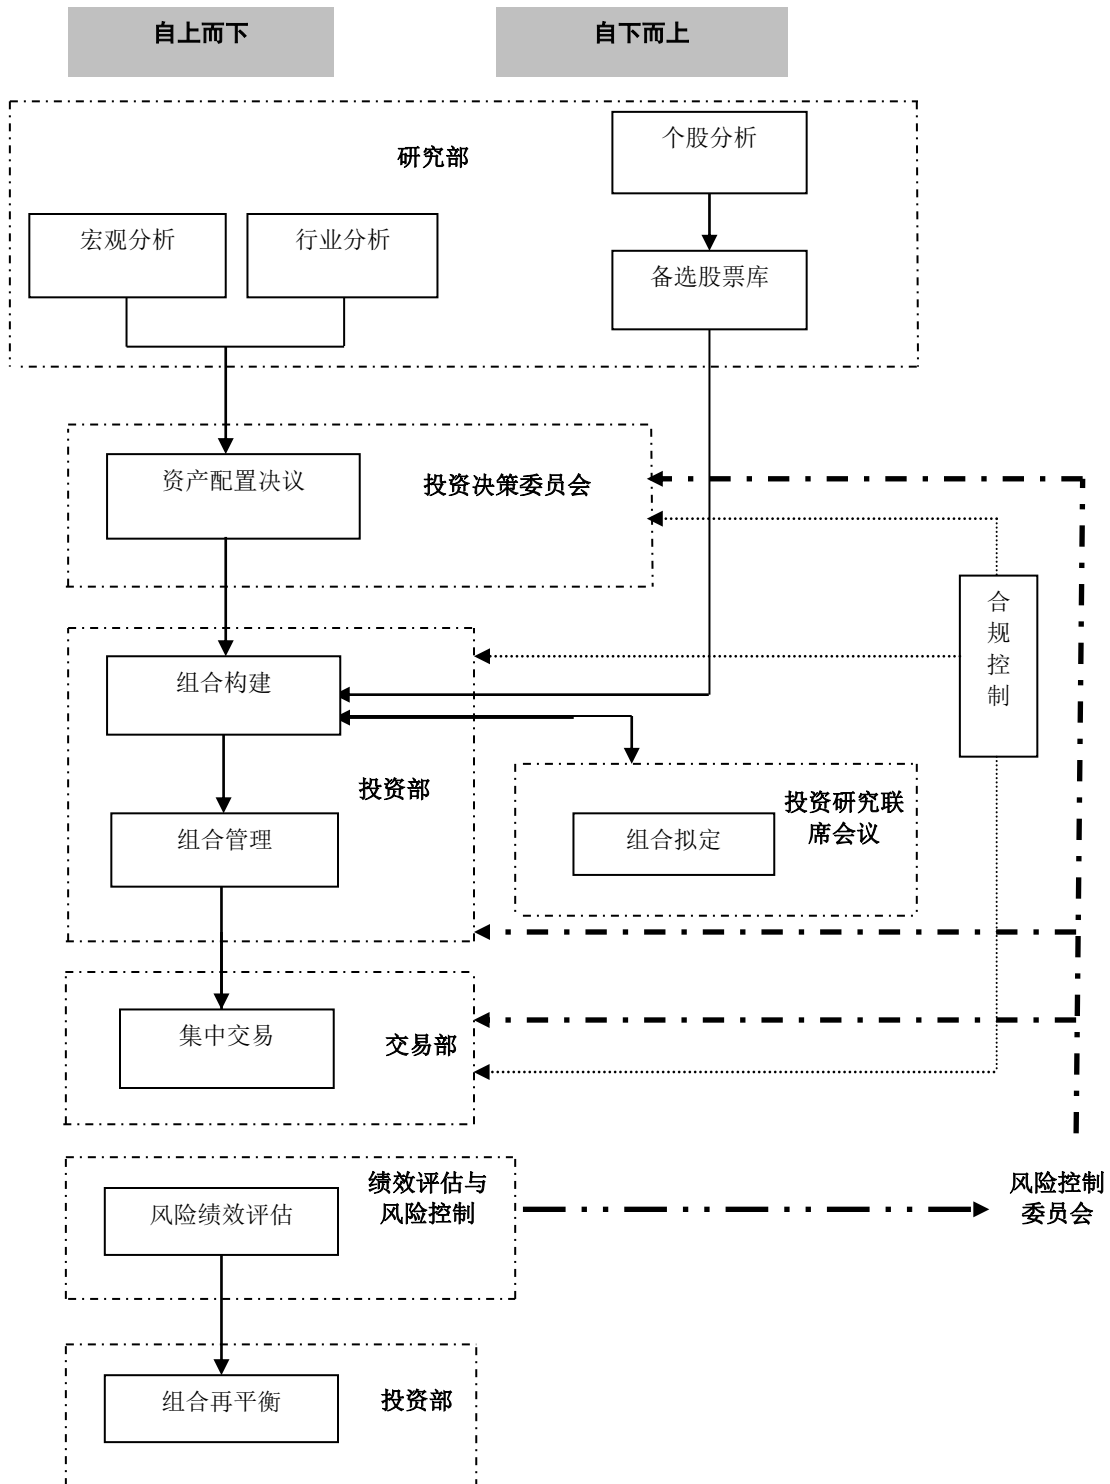 自上而下
自下而上
研究部
个股分析
宏观分析
行业分析
备选股票库
资产配置决议
投资决策委员会
合
规
控
制
组合构建
投资部
投资研究联
席会议
组合管理
组合拟定
集中交易
交易部
绩效评估与
风险控制
风险绩效评估
风险控制
委员会
组合再平衡
投资部